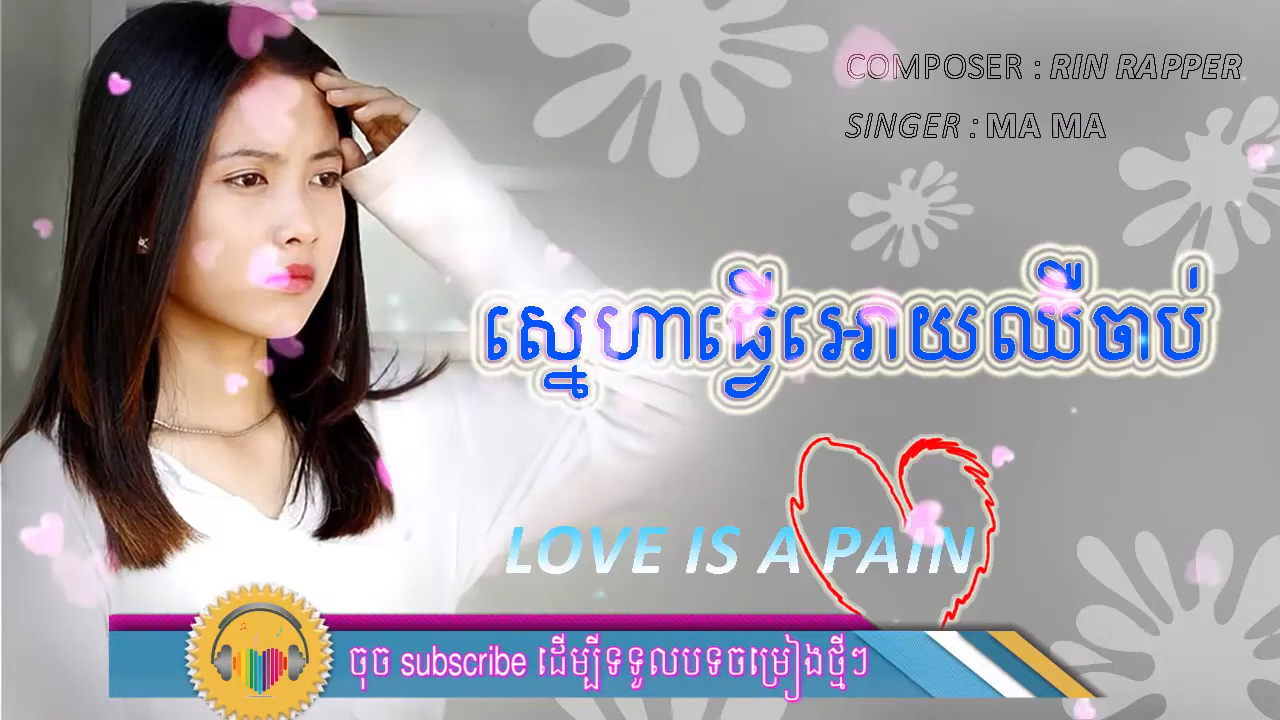 COMPOSER : RIN RAPPER
SINGER : MA MA
ស្នេហាធ្វើអោយឈឺចាប់
LOVE IS A PAIN
ចុច subscribe ដើម្បីទទួលបទចម្រៀងថ្មីៗ